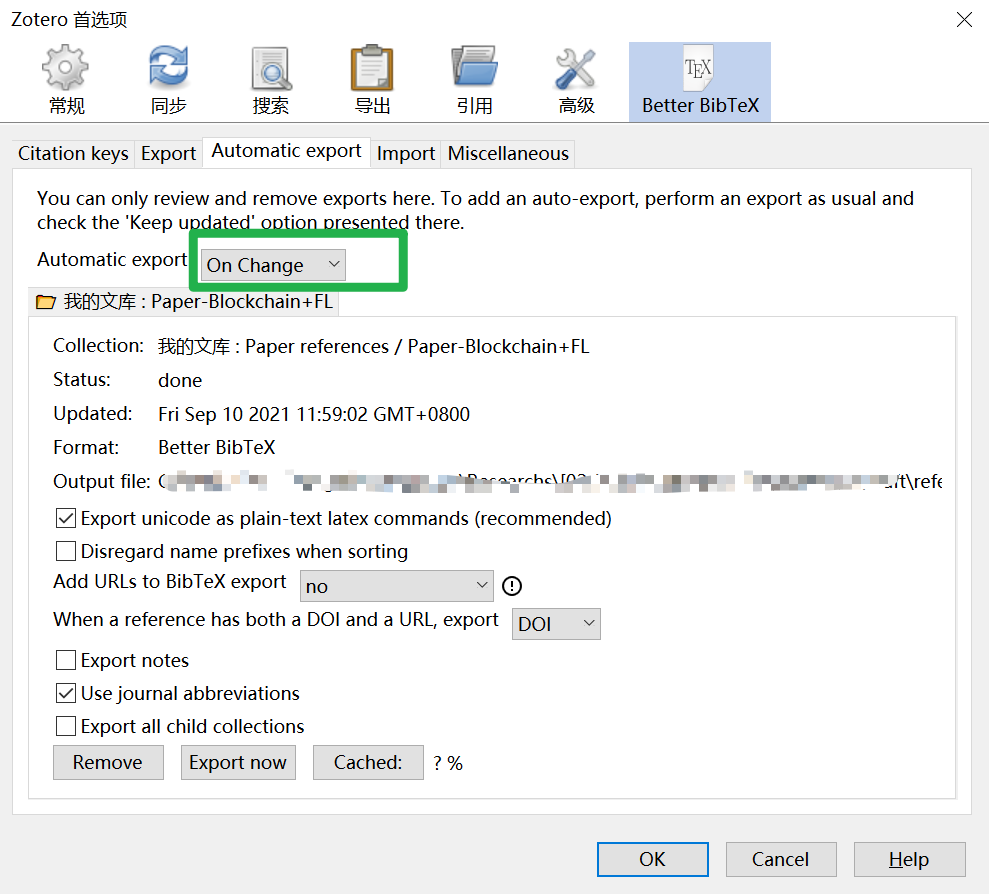 Zotero 首选项
常规 同步 搜索 导出 引用 高级 TEX Better BibTeX
Citation keys Export Automatic export Import Miscellaneous
You can only review and remove exports here. To add an auto-export, perform an export as usual and
check the 'Keep updated' option presented there.
Automatic export On Change
我的文库 : Paper-Blockchain+FL
Collection: 我的文库 : Paper references / Paper-Blockchain+FL
Status: done
Updated: Fri Sep 10 2021 11:59:02 GMT+0800
Format: Better BibTeX
Output file:
Export unicode as plain-text latex commands (recommended)
Disregard name prefixes when sorting
Add URLs to BibTeX export no
When a reference has both a DOI and a URL, export DOI
Export notes
Use journal abbreviations
Export all child collections
Remove Export now Cached: ? %
OK Cancel Help